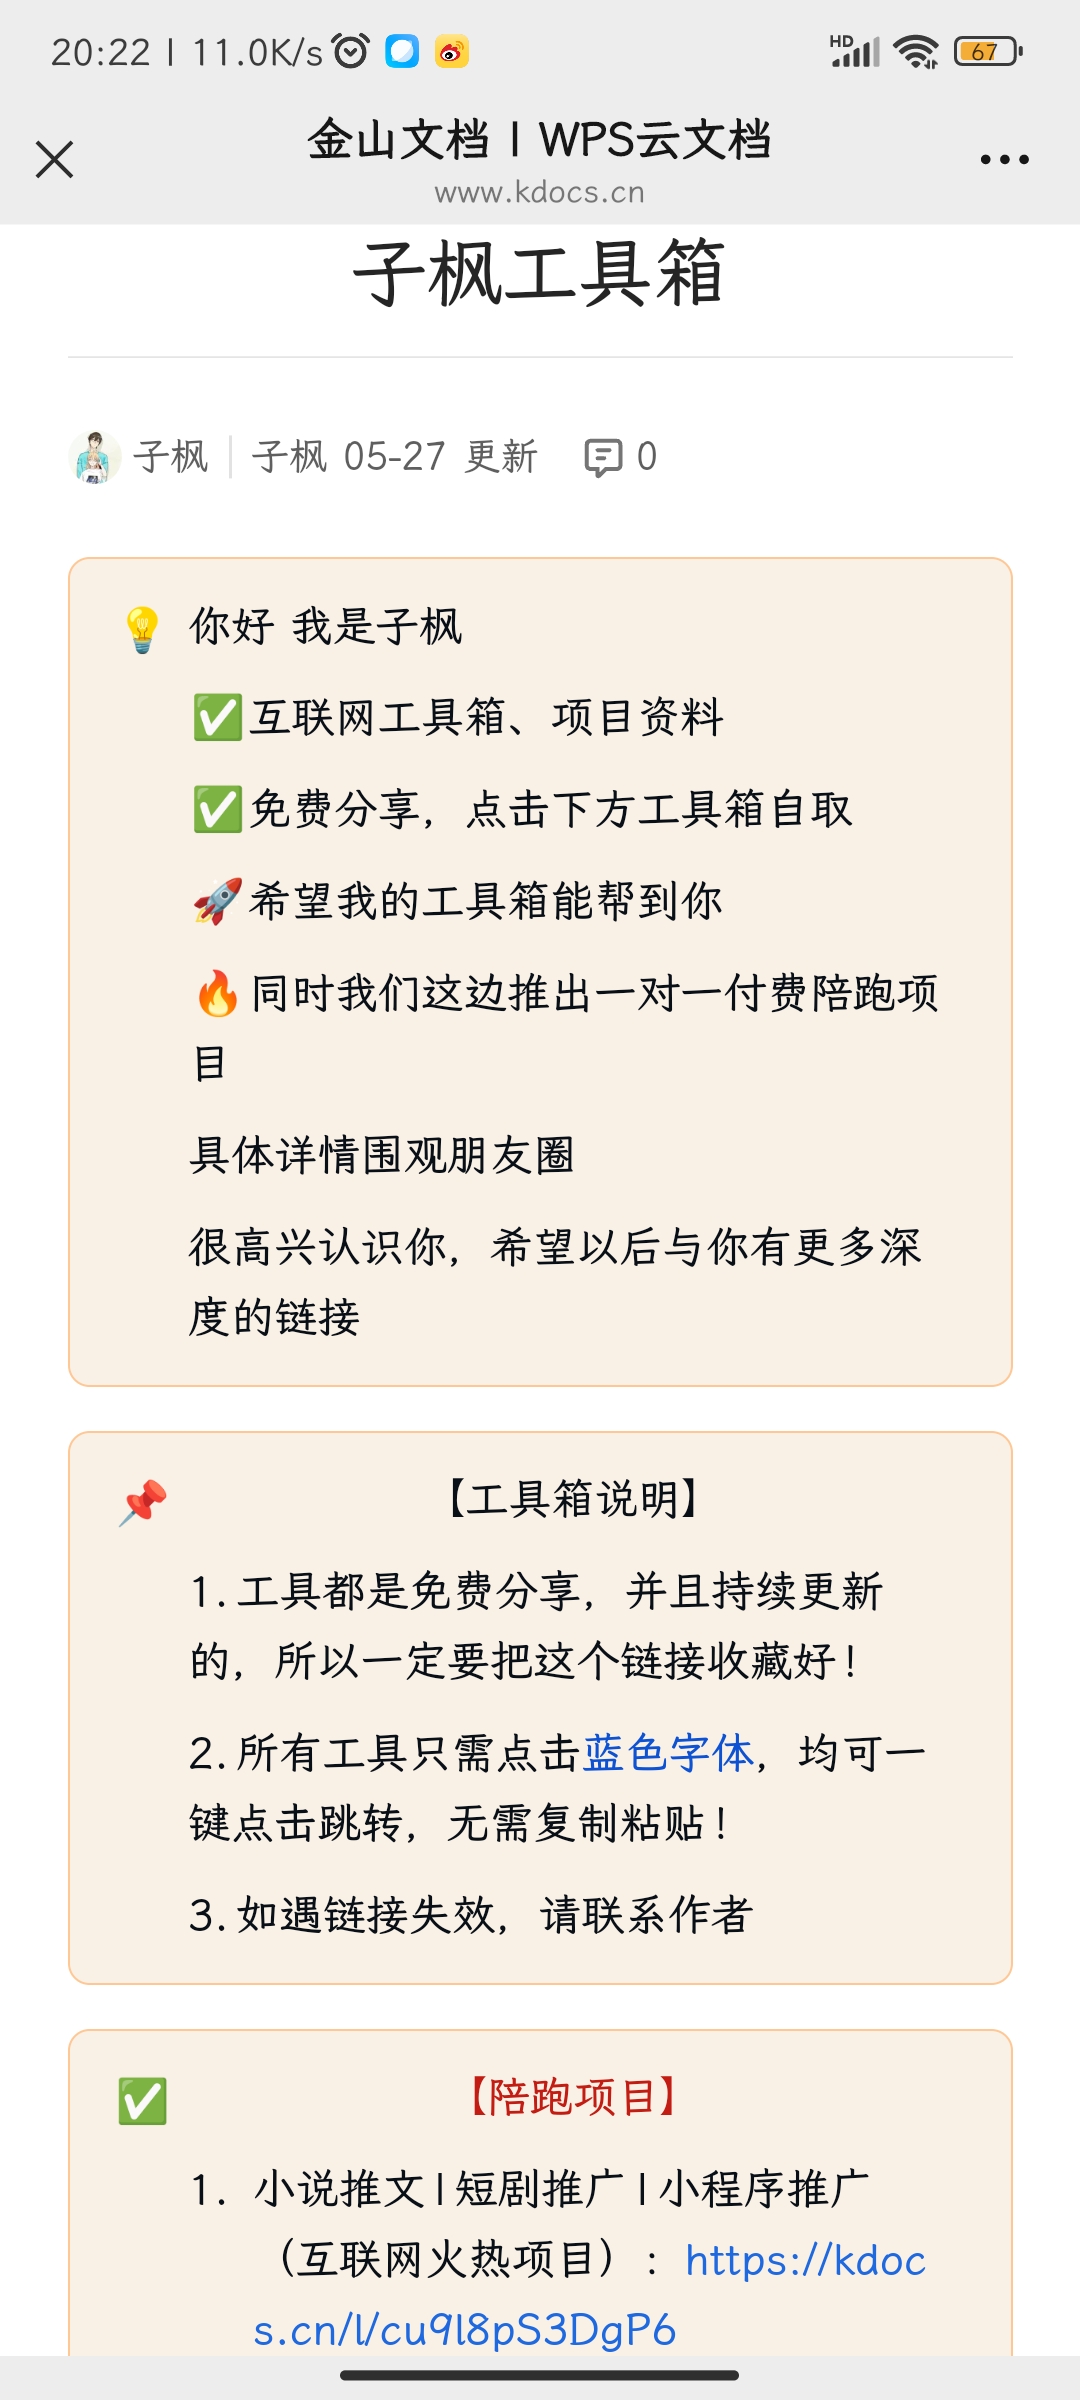 20:22 | 11.0K/s
HD
67
金山文档 | WPS云文档
www.kdocs.cn
子枫工具箱
子枫 | 子枫 05-27 更新 0
💡 你好 我是子枫
✅互联网工具箱、项目资料
✅免费分享，点击下方工具箱自取
🚀希望我的工具箱能帮到你
🔥同时我们这边推出一对一付费陪跑项
目
具体详情围观朋友圈
很高兴认识你，希望以后与你有更多深
度的链接
📌 【工具箱说明】
1.工具都是免费分享，并且持续更新
的，所以一定要把这个链接收藏好！
2.所有工具只需点击蓝色字体，均可一
键点击跳转，无需复制粘贴！
3.如遇链接失效，请联系作者
✅ 【陪跑项目】
1. 小说推文|短剧推广|小程序推广
（互联网火热项目）：https://kdoc
s.cn/l/cu9l8pS3DgP6